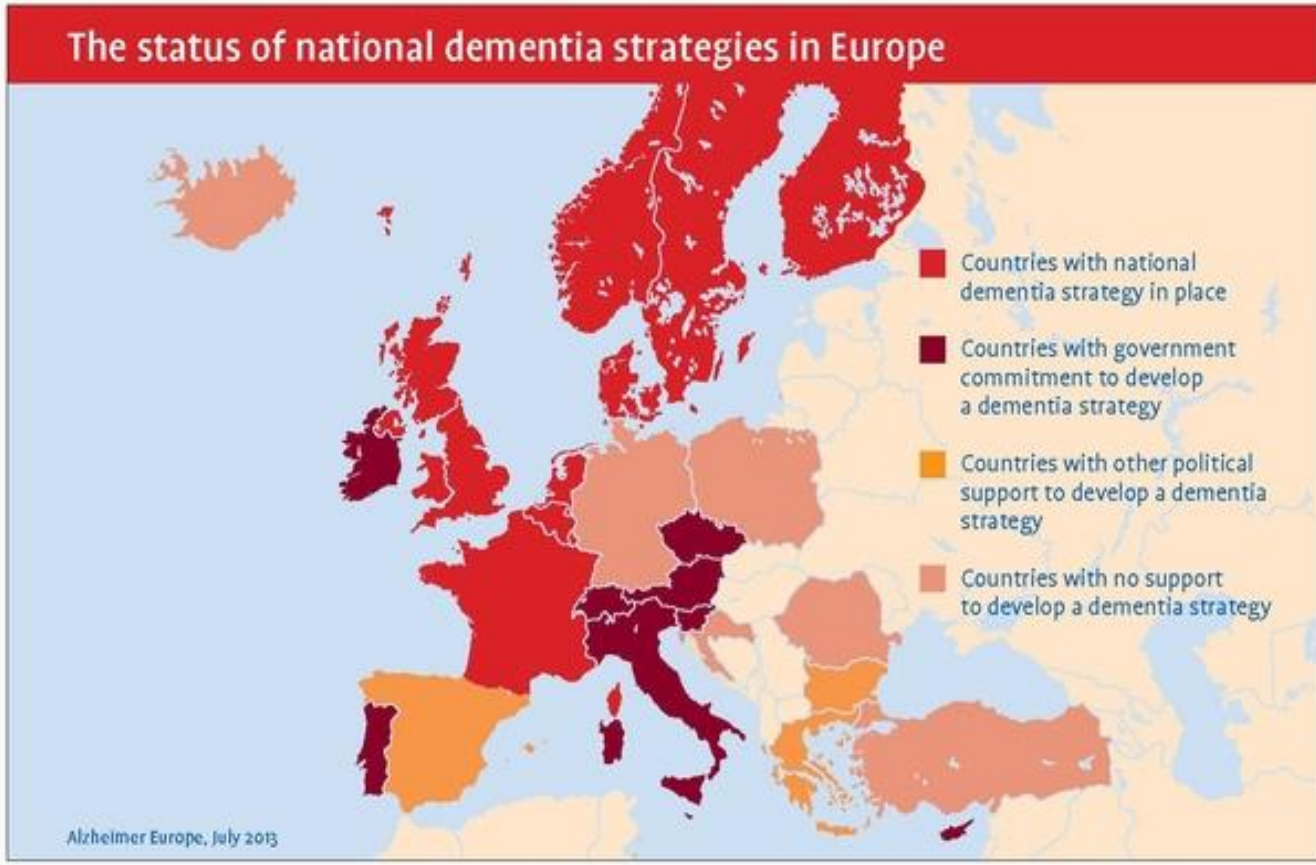 The status of national dementia strategies in Europe
Countries with national
dementia strategy in place
Countries with government
commitment to develop
a dementia strategy
Countries with other political
support to develop a dementia
strategy
Countries with no support
to develop a dementia strategy
Alzheimer Europe, July 2013